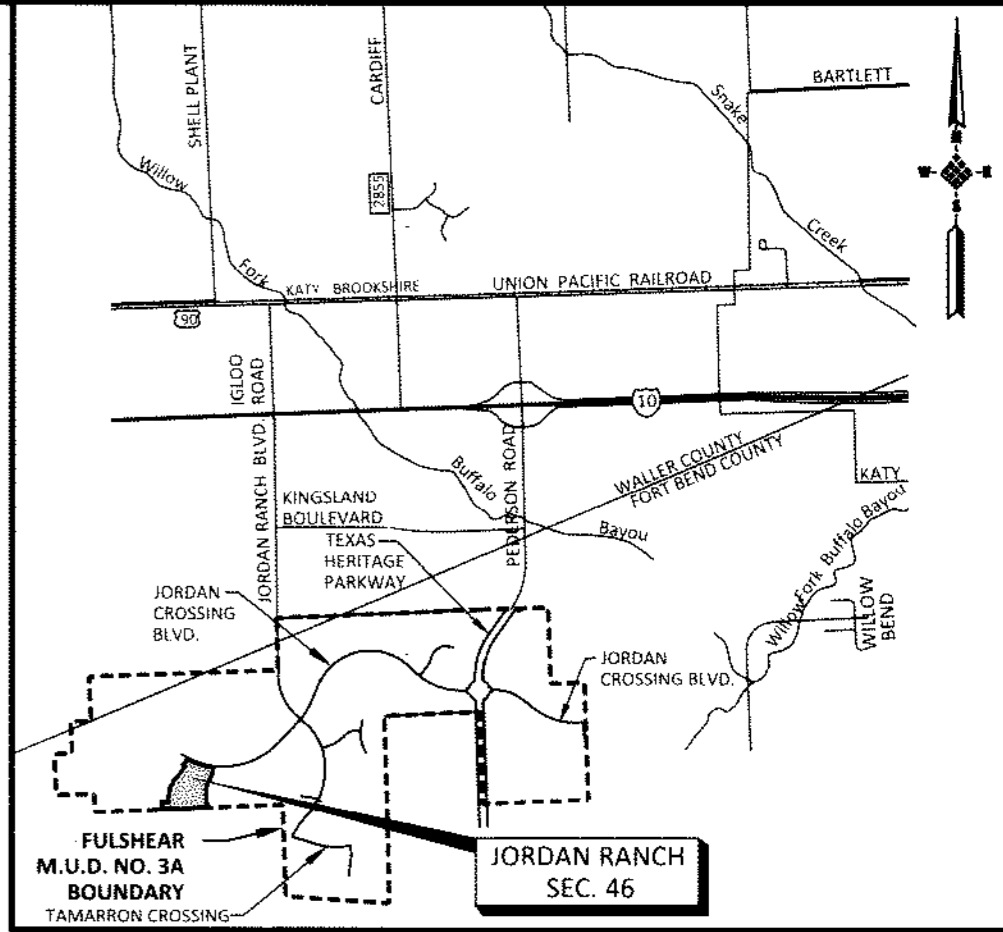 SHELL PLANT
CARDIFF
BARTLETT
Snake
Creek
N
W
E
S
Willow
Fork
2855
KATY BROOKSHIRE
UNION PACIFIC RAILROAD
90
IGLOO
ROAD
10
JORDAN RANCH BLVD.
PEDERSON ROAD
Buffalo
Bayou
WALLER COUNTY
FORT BEND COUNTY
KATY
KINGSLAND
BOULEVARD
TEXAS
HERITAGE
PARKWAY
Willow Fork Buffalo Bayou
WILLOW
BEND
JORDAN
CROSSING
BLVD.
JORDAN
CROSSING BLVD.
FULSHEAR
M.U.D. NO. 3A
BOUNDARY
TAMARRON CROSSING
JORDAN RANCH
SEC. 46